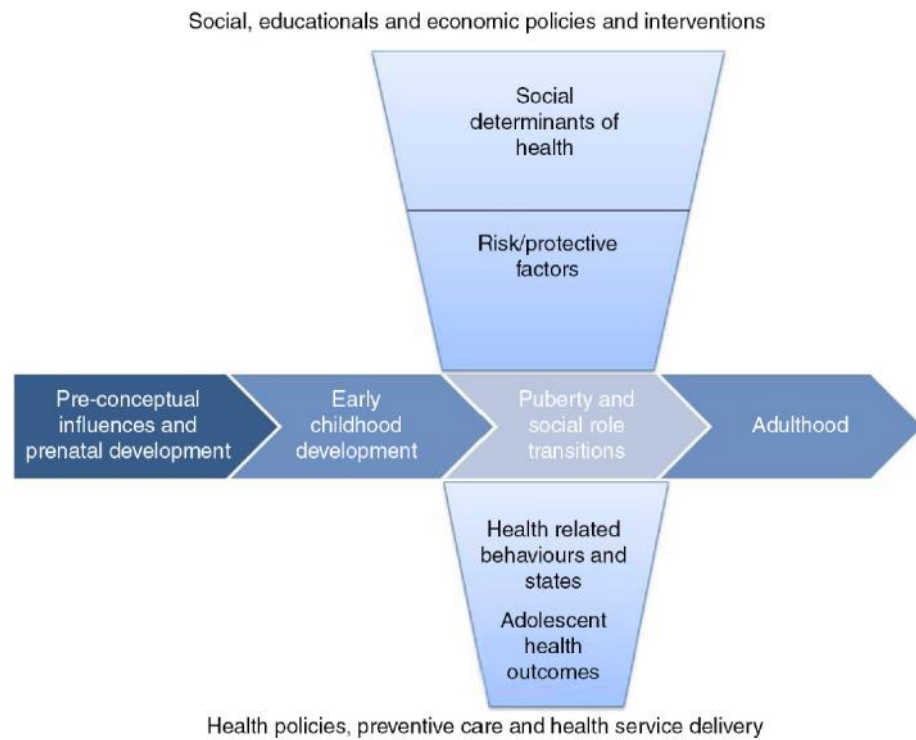 Social, educationals and economic policies and interventions
Social
determinants of
health
Risk/protective
factors
Pre-conceptual
influences and
prenatal development
Early
childhood
development
Puberty and
social role
transitions
Adulthood
Health related
behaviours and
states
Adolescent
health
outcomes
Health policies, preventive care and health service delivery